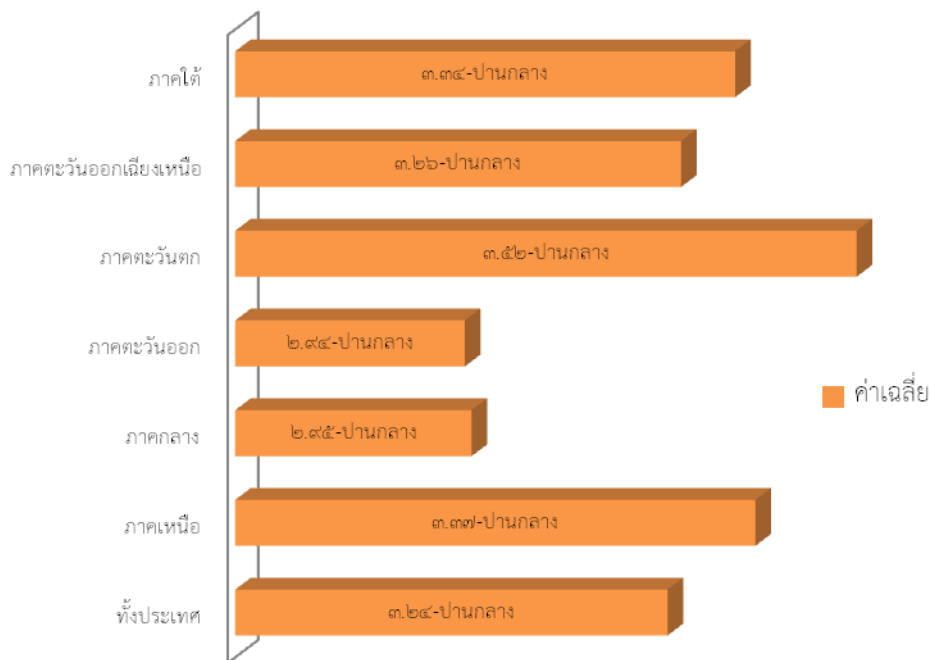 ภาคใต้
๓.๓๔-ปานกลาง
ภาคตะวันออกเฉียงเหนือ
๓.๒๖-ปานกลาง
ภาคตะวันตก
๓.๕๒-ปานกลาง
ภาคตะวันออก
๒.๙๔-ปานกลาง
ค่าเฉลี่ย
ภาคกลาง
๒.๙๕-ปานกลาง
ภาคเหนือ
๓.๓๗-ปานกลาง
ทั้งประเทศ
๓.๒๔-ปานกลาง